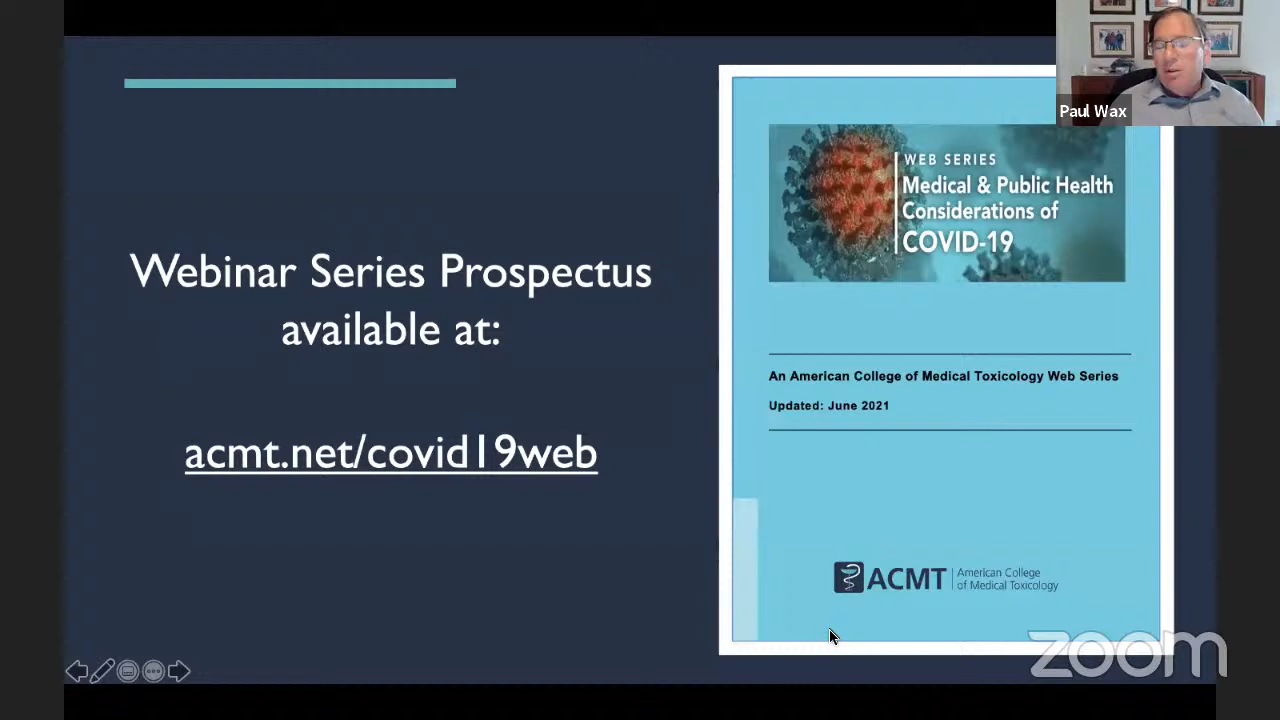 Webinar Series Prospectus
available at:
acmt.net/covid19web
WEB SERIES
Medical & Public Health
Considerations of
COVID-19
An American College of Medical Toxicology Web Series
Updated: June 2021
ACMT
American College
of Medical Toxicology
Paul Wax
zoom